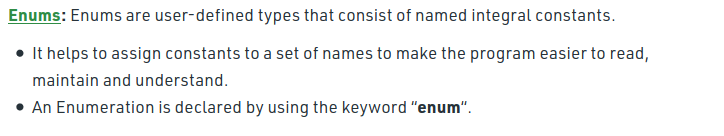 Enums: Enums are user-defined types that consist of named integral constants.
• It helps to assign constants to a set of names to make the program easier to read,
maintain and understand.
• An Enumeration is declared by using the keyword “enum“.